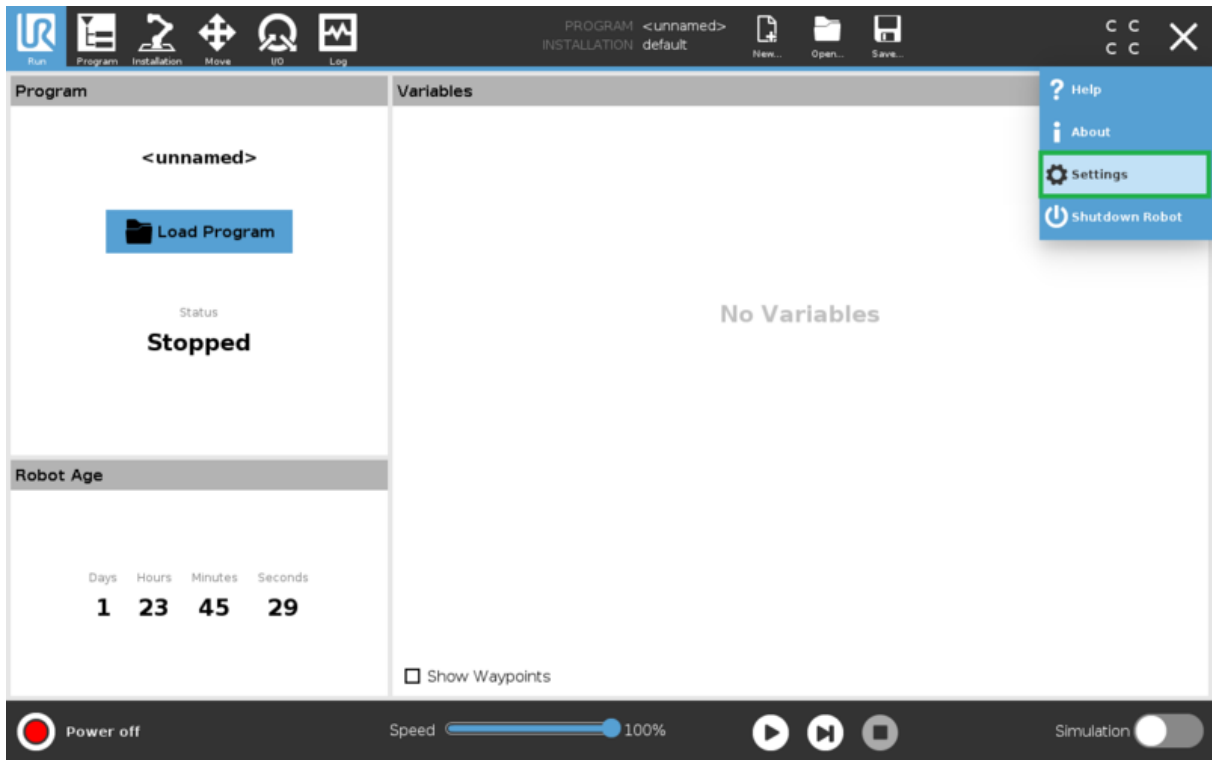 UR
PROGRAM <unnamed>
INSTALLATION default
C C
C C
Run Program Installation Move I/O Log
New... Open... Save...
Program
Variables
? Help
i About
Settings
Shutdown Robot
<unnamed>
Load Program
Status
Stopped
No Variables
Robot Age
Days Hours Minutes Seconds
1 23 45 29
Show Waypoints
Power off
Speed 100%
Simulation